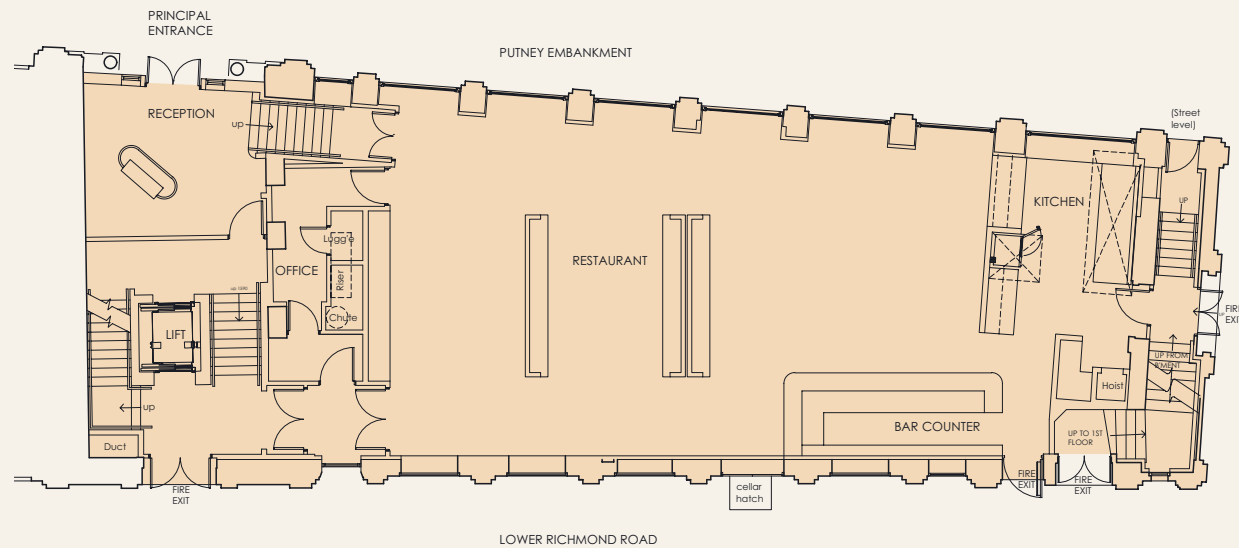 PRINCIPAL
ENTRANCE
PUTNEY EMBANKMENT
RECEPTION
up
(Street
level)
UP
KITCHEN
Lugg'e
OFFICE
Riser
RESTAURANT
Chute
LIFT
FIRE
EXIT
UP FROM
B'MENT
Hoist
up
BAR COUNTER
UP TO 1ST
FLOOR
Duct
FIRE
EXIT
cellar
hatch
FIRE
EXIT
FIRE
EXIT
LOWER RICHMOND ROAD